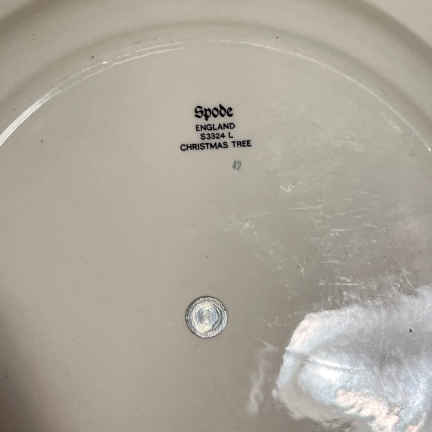 Spode
ENGLAND
S3324 L
CHRISTMAS TREE